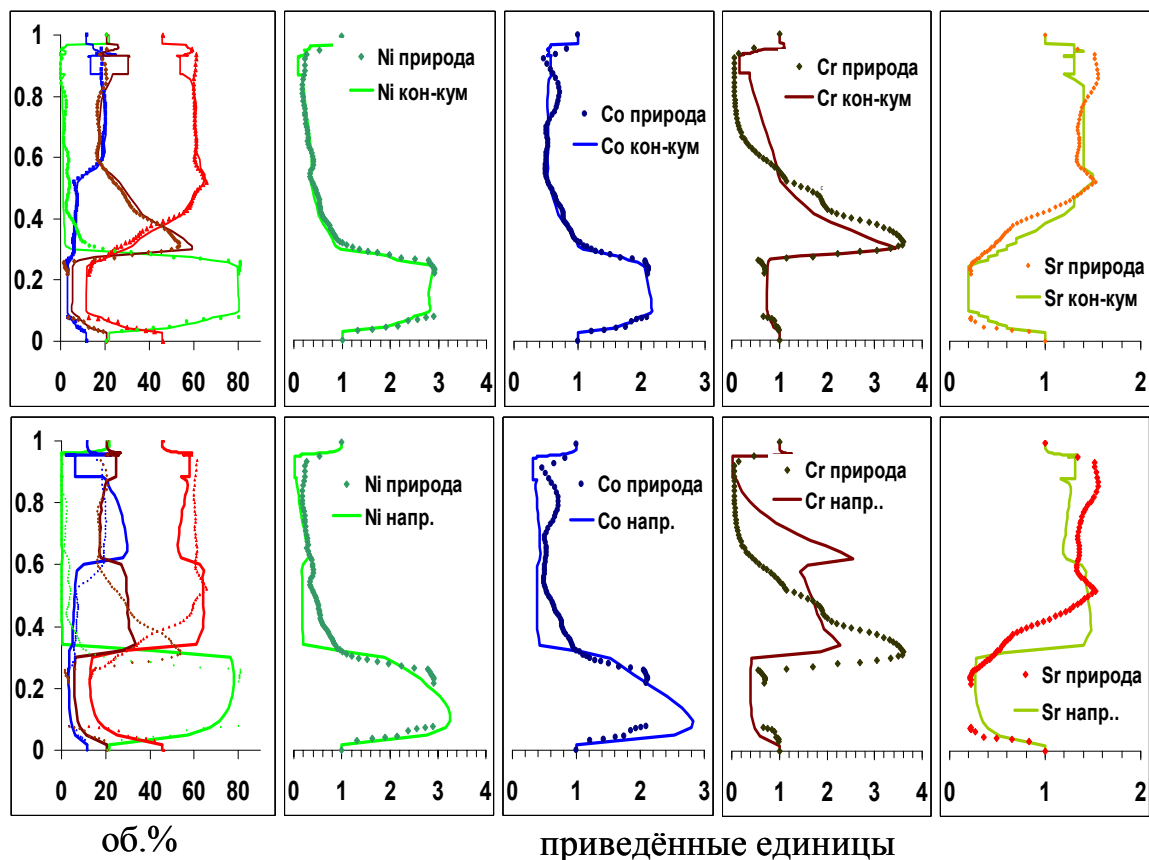 1
0.8
0.6
0.4
0.2
0
0 20 40 60 80
Ni природа
Ni кон-кум
0 1 2 3 4
Co природа
Co кон-кум
0 1 2 3
Cr природа
Cr кон-кум
0 1 2 3 4
Sr природа
Sr кон-кум
0 1 2
1
0.8
0.6
0.4
0.2
0
0 20 40 60 80
Ni природа
Ni напр.
0 1 2 3 4
Co природа
Co напр.
0 1 2 3
Cr природа
Cr напр..
0 1 2 3 4
Sr природа
Sr напр..
0 1 2
об.%
приведённые единицы